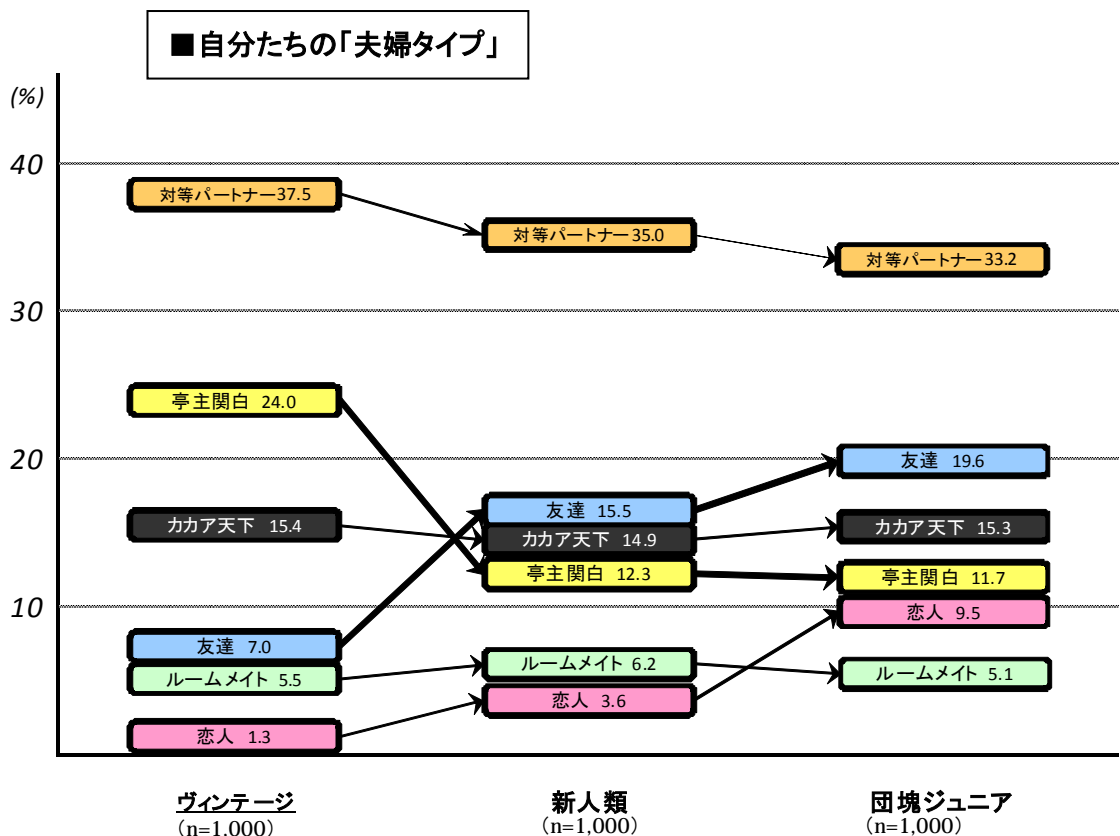 ■自分たちの「夫婦タイプ」
(%)
40
30
20
10
対等パートナー37.5
亭主関白 24.0
カカア天下 15.4
友達 7.0
ルームメイト 5.5
恋人 1.3
対等パートナー35.0
友達 15.5
カカア天下 14.9
亭主関白 12.3
ルームメイト 6.2
恋人 3.6
対等パートナー33.2
友達 19.6
カカア天下 15.3
亭主関白 11.7
恋人 9.5
ルームメイト 5.1
ヴィンテージ
(n=1,000)
新人類
(n=1,000)
団塊ジュニア
(n=1,000)